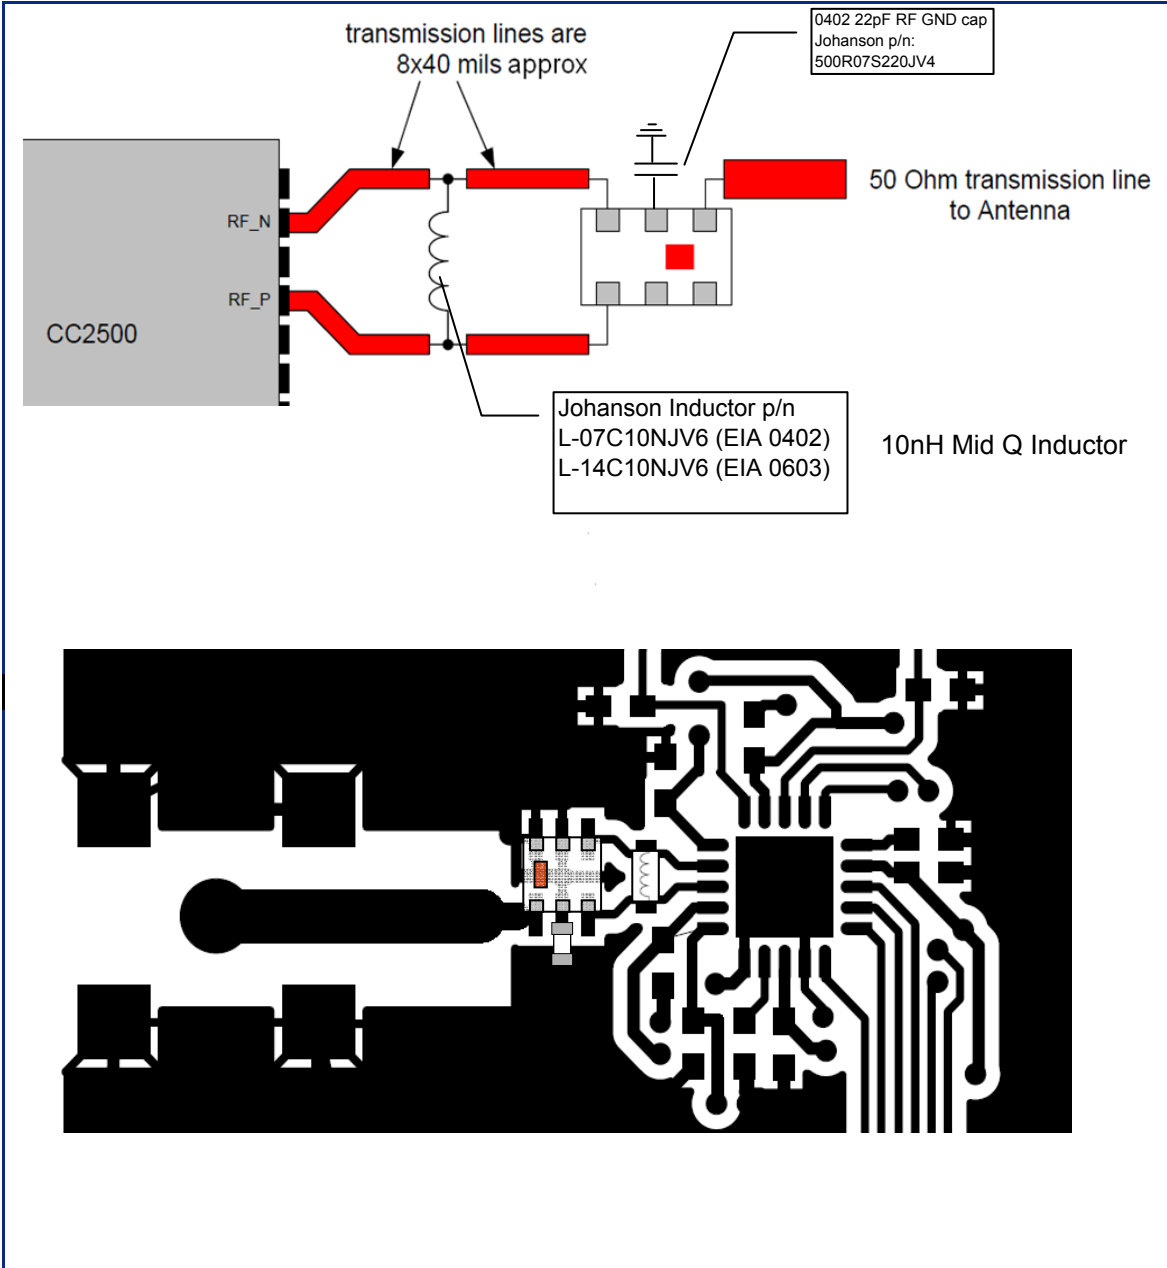 transmission lines are
8x40 mils approx
0402 22pF RF GND cap
Johanson p/n:
500R07S220JV4
50 Ohm transmission line
to Antenna
RF_N
RF_P
CC2500
Johanson Inductor p/n
L-07C10NJV6 (EIA 0402)
L-14C10NJV6 (EIA 0603)
10nH Mid Q Inductor